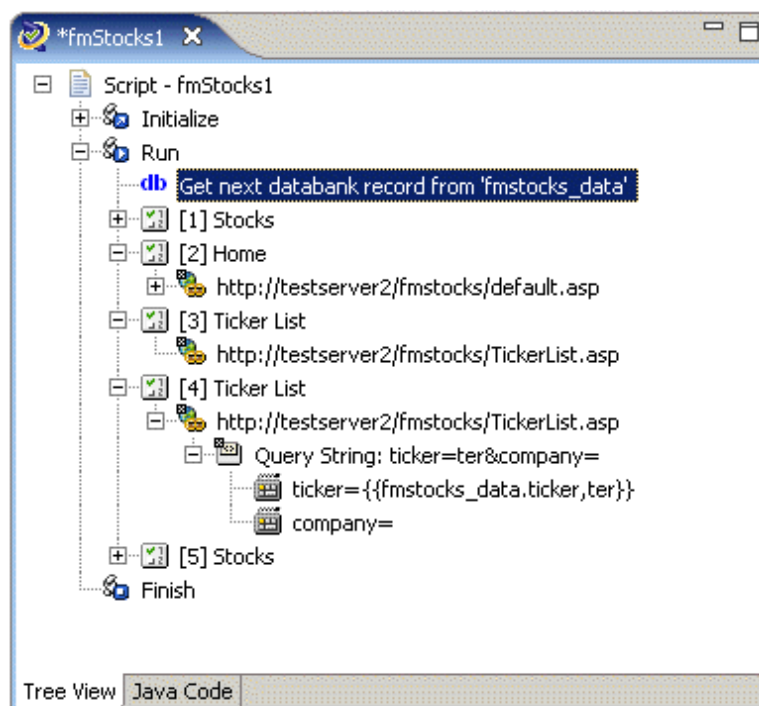 *fmStocks1
Script - fmStocks1
Initialize
Run
db Get next databank record from 'fmstocks_data'
[1] Stocks
[2] Home
http://testserver2/fmstocks/default.asp
[3] Ticker List
http://testserver2/fmstocks/TickerList.asp
[4] Ticker List
http://testserver2/fmstocks/TickerList.asp
Query String: ticker=ter&company=
ticker={{fmstocks_data.ticker,ter}}
company=
[5] Stocks
Finish
Tree View Java Code